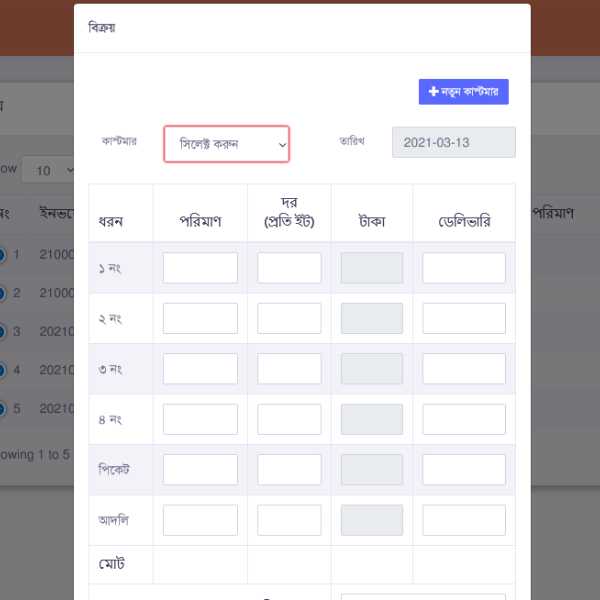 বিক্রয়
নতুন কাস্টমার
কাস্টমার সিলেক্ট করুন তারিখ 2021-03-13
ow 10
ধরন পরিমাণ দর (প্রতি ইট) টাকা ডেলিভারি
নং পরিমাণ
১ নং
1 21000
২ নং
2 21000
৩ নং
3 20210
৪ নং
4 20210
5 20210
owing 1 to 5
পিকেট
আদলি
মোট